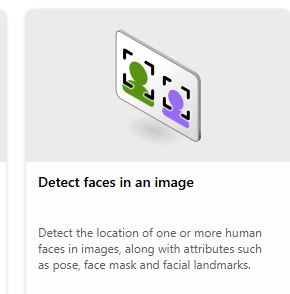 Detect faces in an image
Detect the location of one or more human
faces in images, along with attributes such
as pose, face mask and facial landmarks.